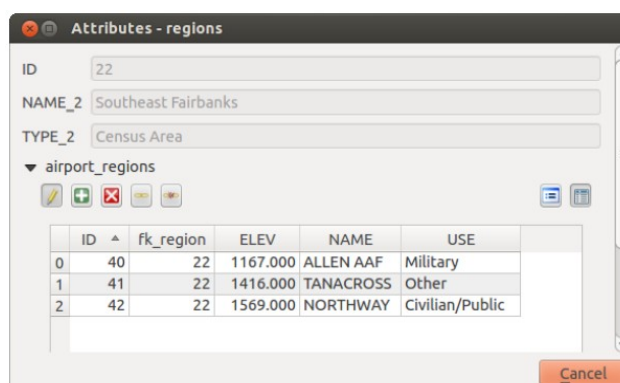 Attributes - regions
ID 22
NAME_2 Southeast Fairbanks
TYPE_2 Census Area
airport_regions
ID fk_region ELEV NAME USE
0 40 22 1167.000 ALLEN AAF Military
1 41 22 1416.000 TANACROSS Other
2 42 22 1569.000 NORTHWAY Civilian/Public
Cancel